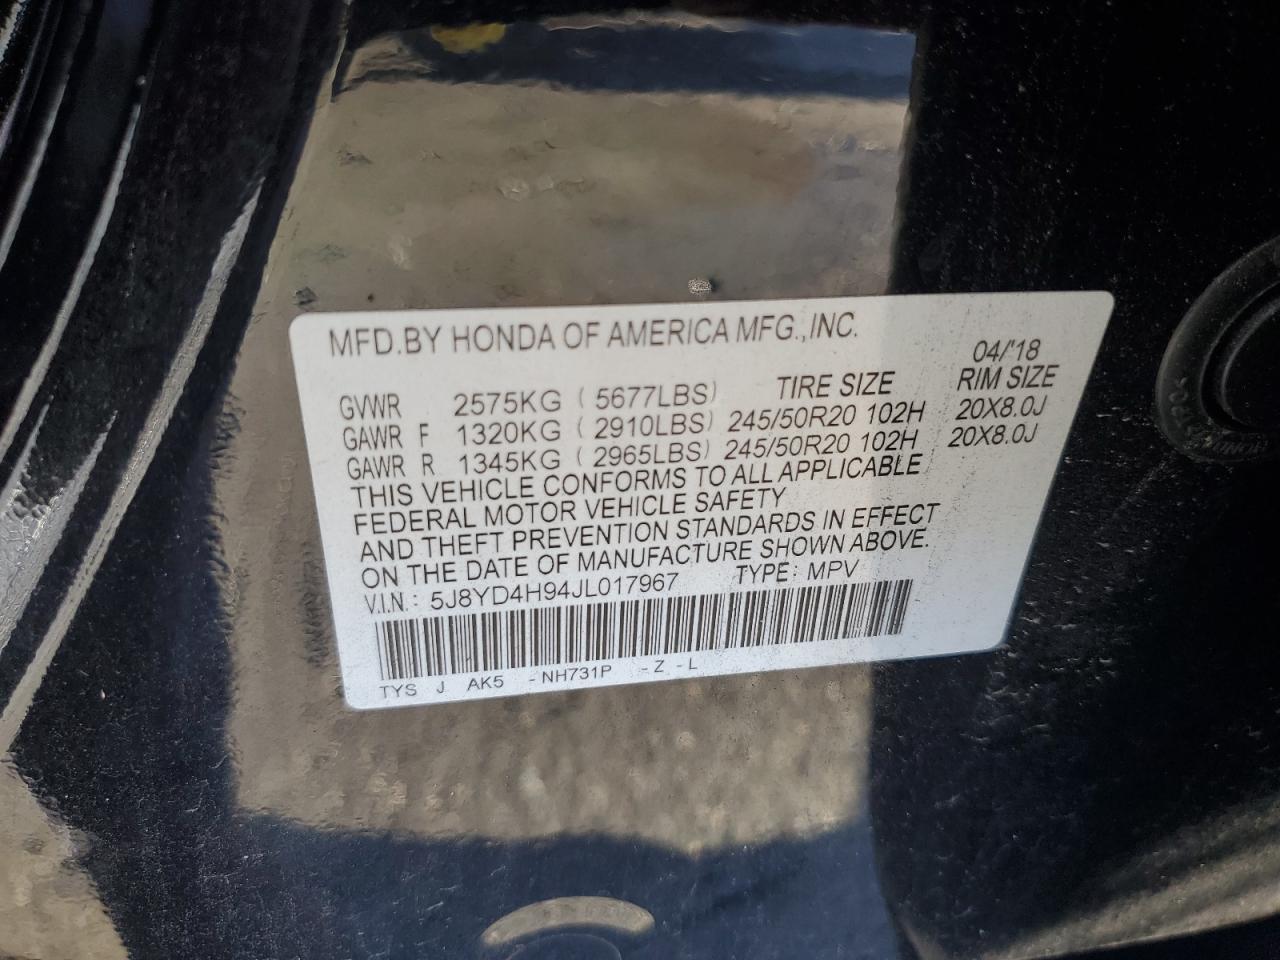 MFD.BY HONDA OF AMERICA MFG.,INC.
04/'18
TIRE SIZE RIM SIZE
GVWR 2575KG ( 5677LBS)
GAWR F 1320KG ( 2910LBS) 245/50R20 102H 20X8.0J
GAWR R 1345KG ( 2965LBS) 245/50R20 102H 20X8.0J
THIS VEHICLE CONFORMS TO ALL APPLICABLE
FEDERAL MOTOR VEHICLE SAFETY
AND THEFT PREVENTION STANDARDS IN EFFECT
ON THE DATE OF MANUFACTURE SHOWN ABOVE.
V.I.N.: 5J8YD4H94JL017967 TYPE: MPV
TYS J AK5 -NH731P -Z -L